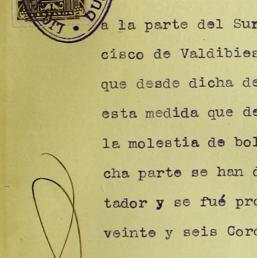 a la parte del Sur
cisco de Valdibies
que desde dicha de
esta medida que de
la molestia de bol
cha parte se han d
tador y se fué pro
veinte y seis Coro